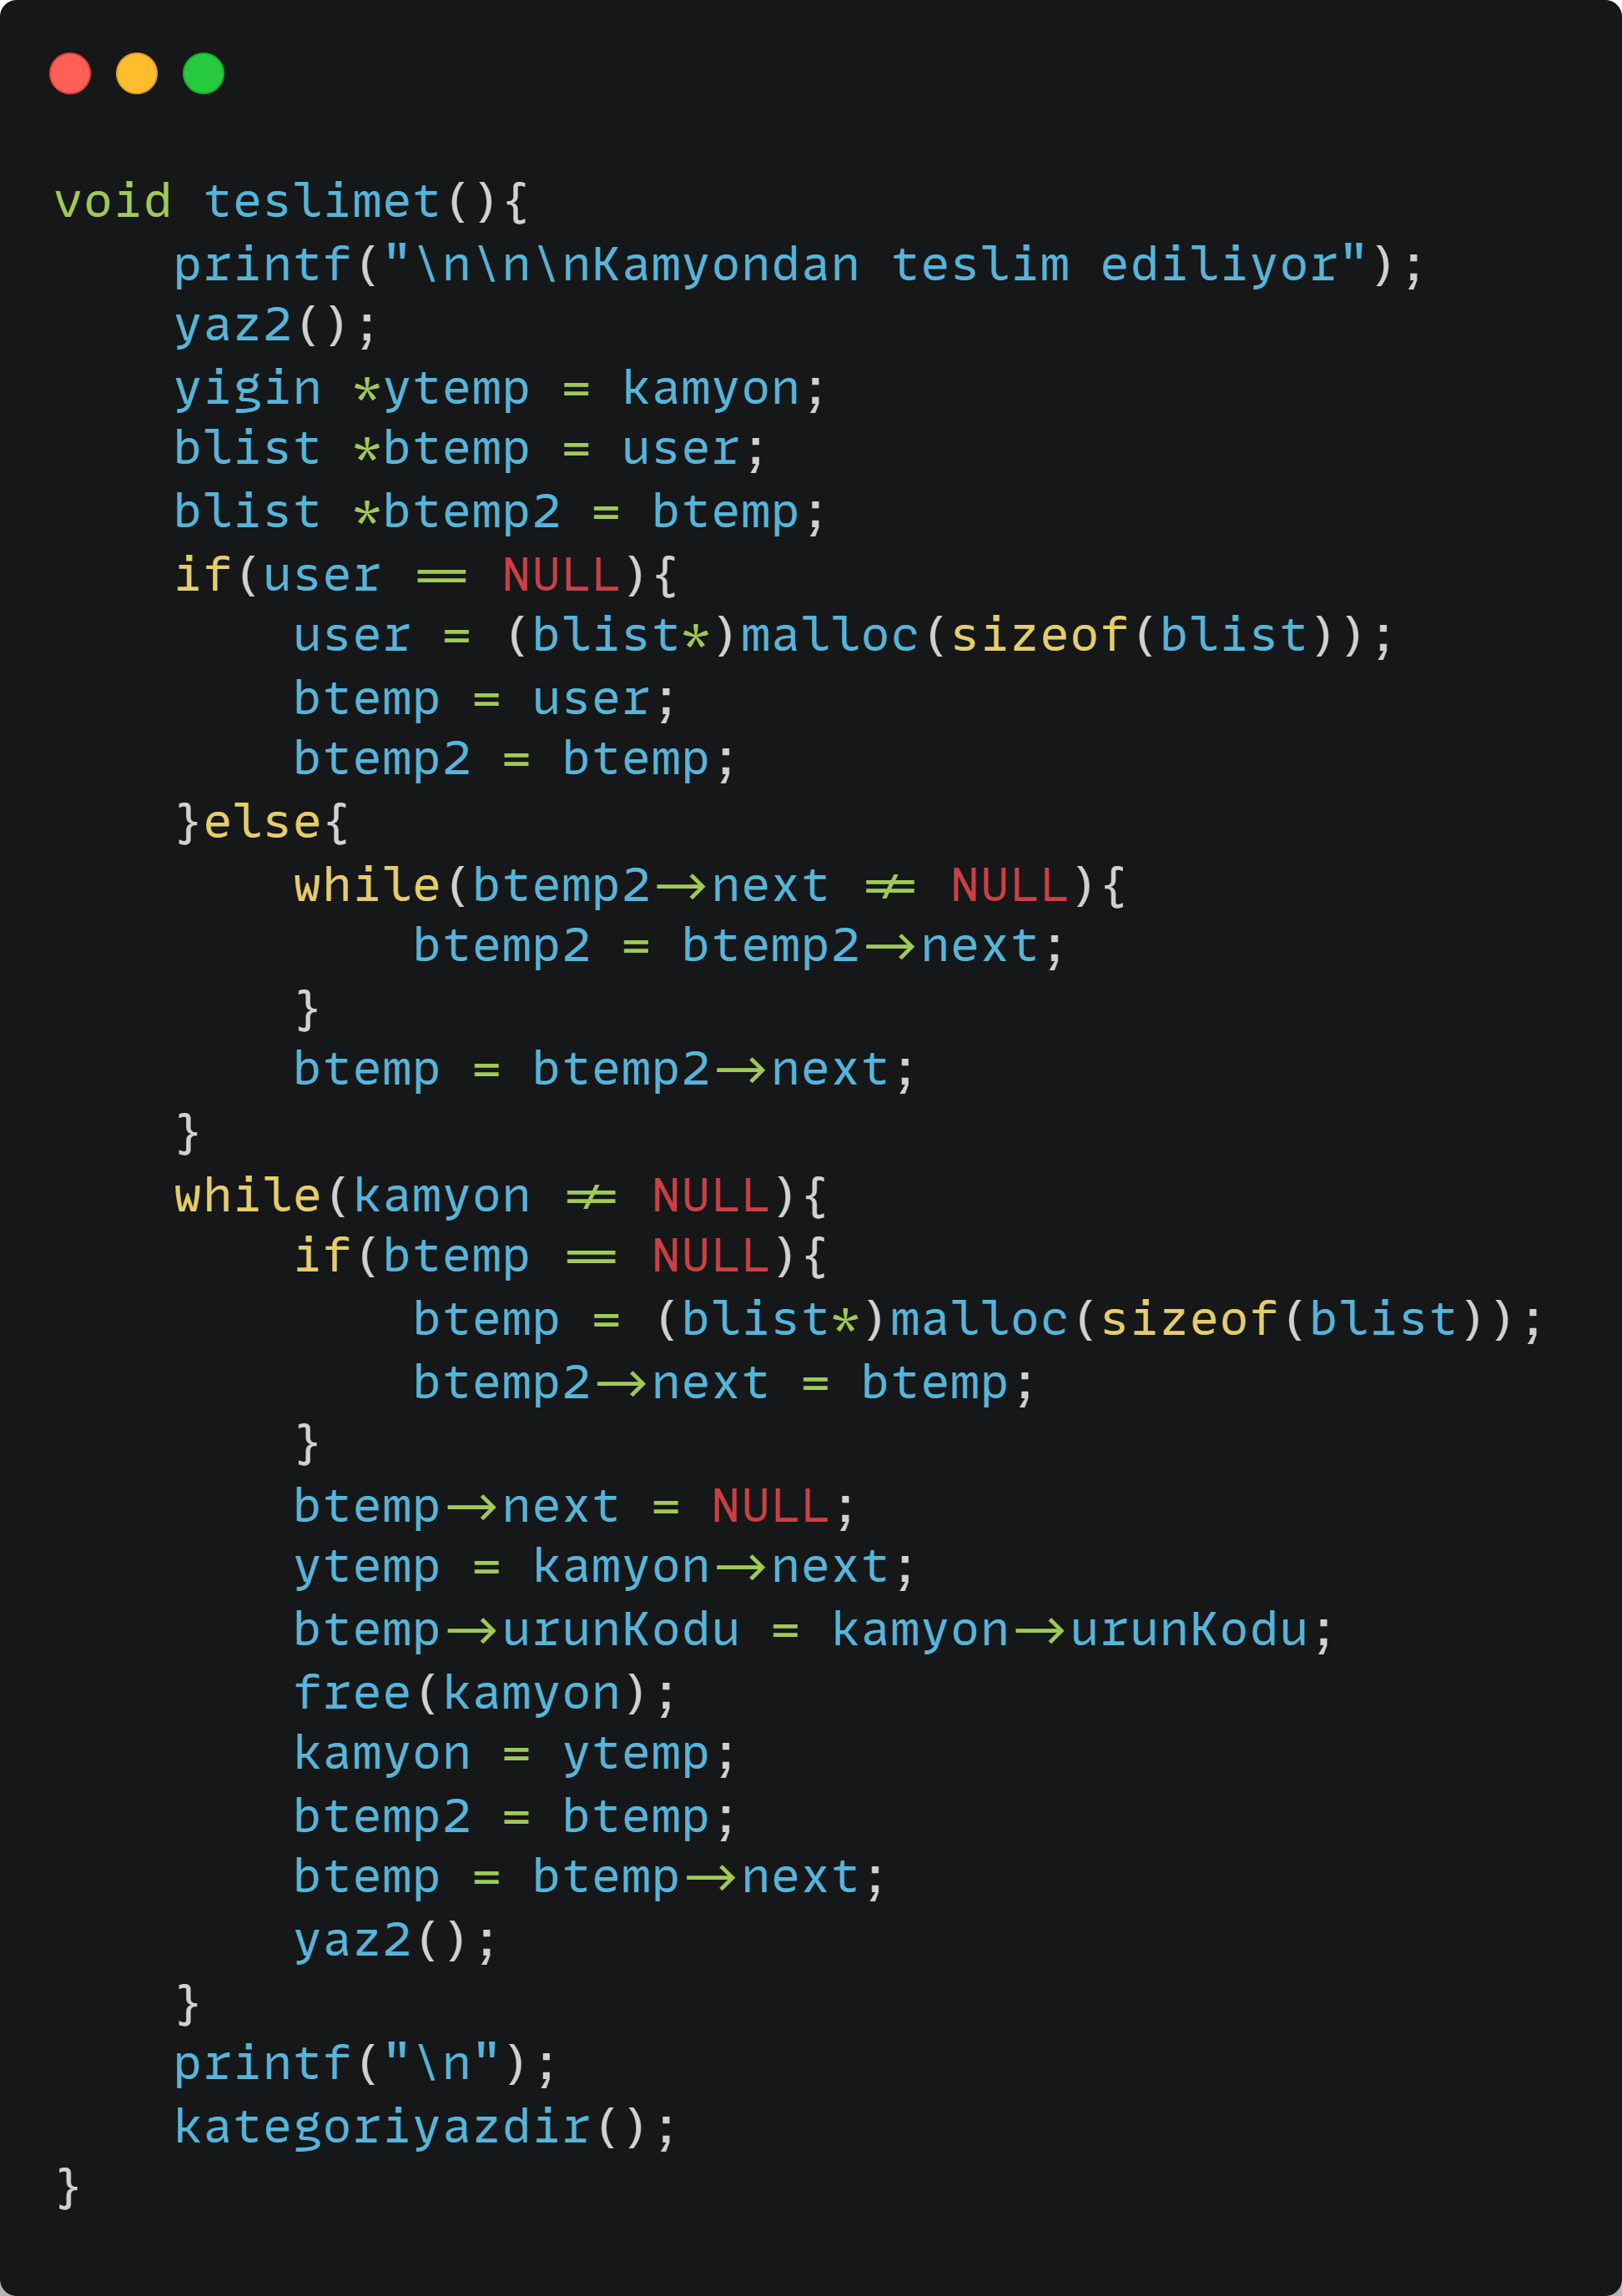 void teslimet(){
    printf("\n\n\nKamyondan teslim ediliyor");
    yaz2();
    yigin *ytemp = kamyon;
    blist *btemp = user;
    blist *btemp2 = btemp;
    if(user == NULL){
        user = (blist*)malloc(sizeof(blist));
        btemp = user;
        btemp2 = btemp;
    }else{
        while(btemp2->next != NULL){
            btemp2 = btemp2->next;
        }
        btemp = btemp2->next;
    }
    while(kamyon != NULL){
        if(btemp == NULL){
            btemp = (blist*)malloc(sizeof(blist));
            btemp2->next = btemp;
        }
        btemp->next = NULL;
        ytemp = kamyon->next;
        btemp->urunKodu = kamyon->urunKodu;
        free(kamyon);
        kamyon = ytemp;
        btemp2 = btemp;
        btemp = btemp->next;
        yaz2();
    }
    printf("\n");
    kategoriyazdir();
}